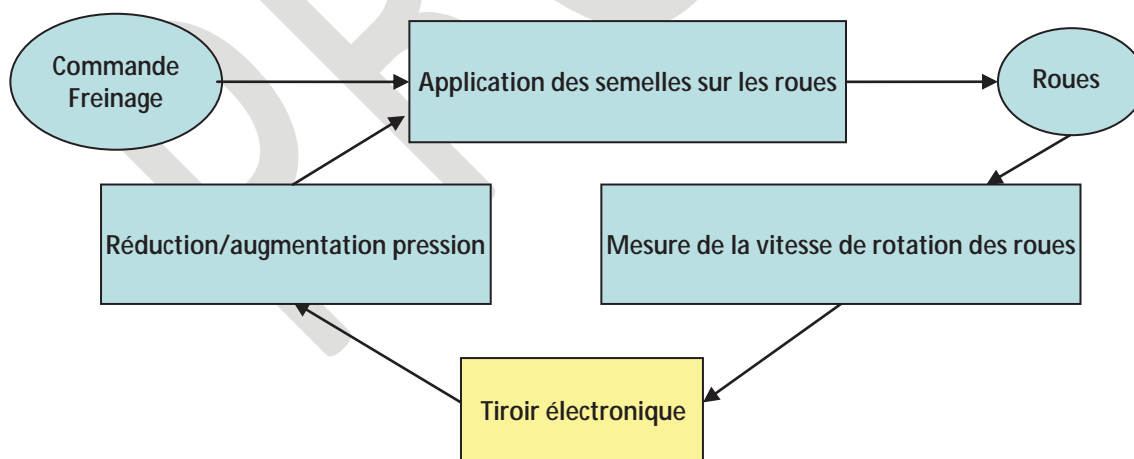 Commande
Freinage
Application des semelles sur les roues
Roues
Réduction/augmentation pression
Mesure de la vitesse de rotation des roues
Tiroir électronique